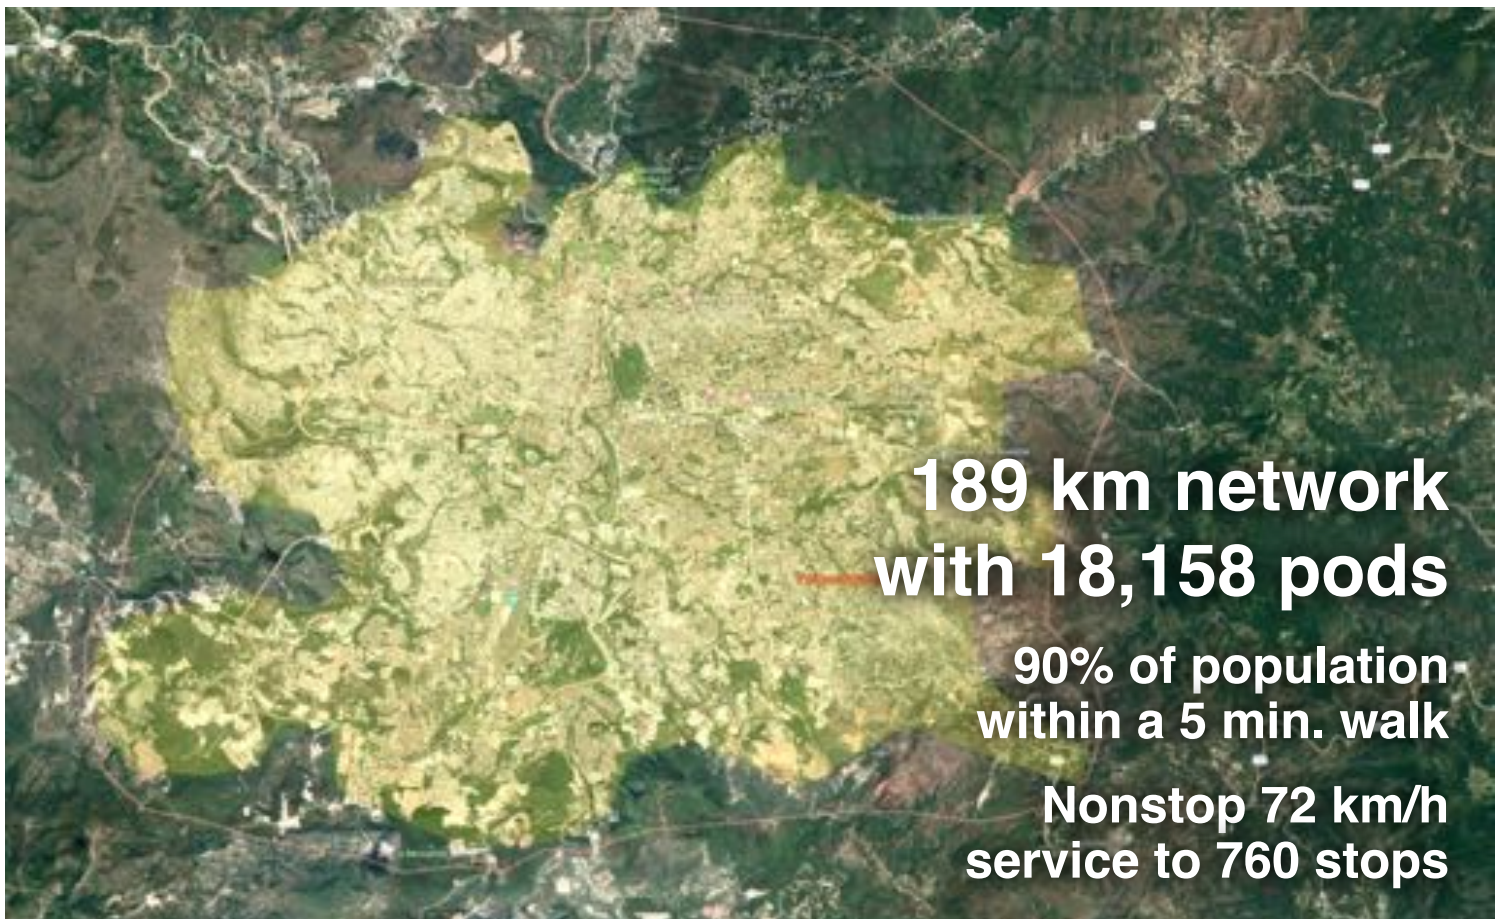 189 km network
with 18,158 pods
90% of population
within a 5 min. walk
Nonstop 72 km/h
service to 760 stops